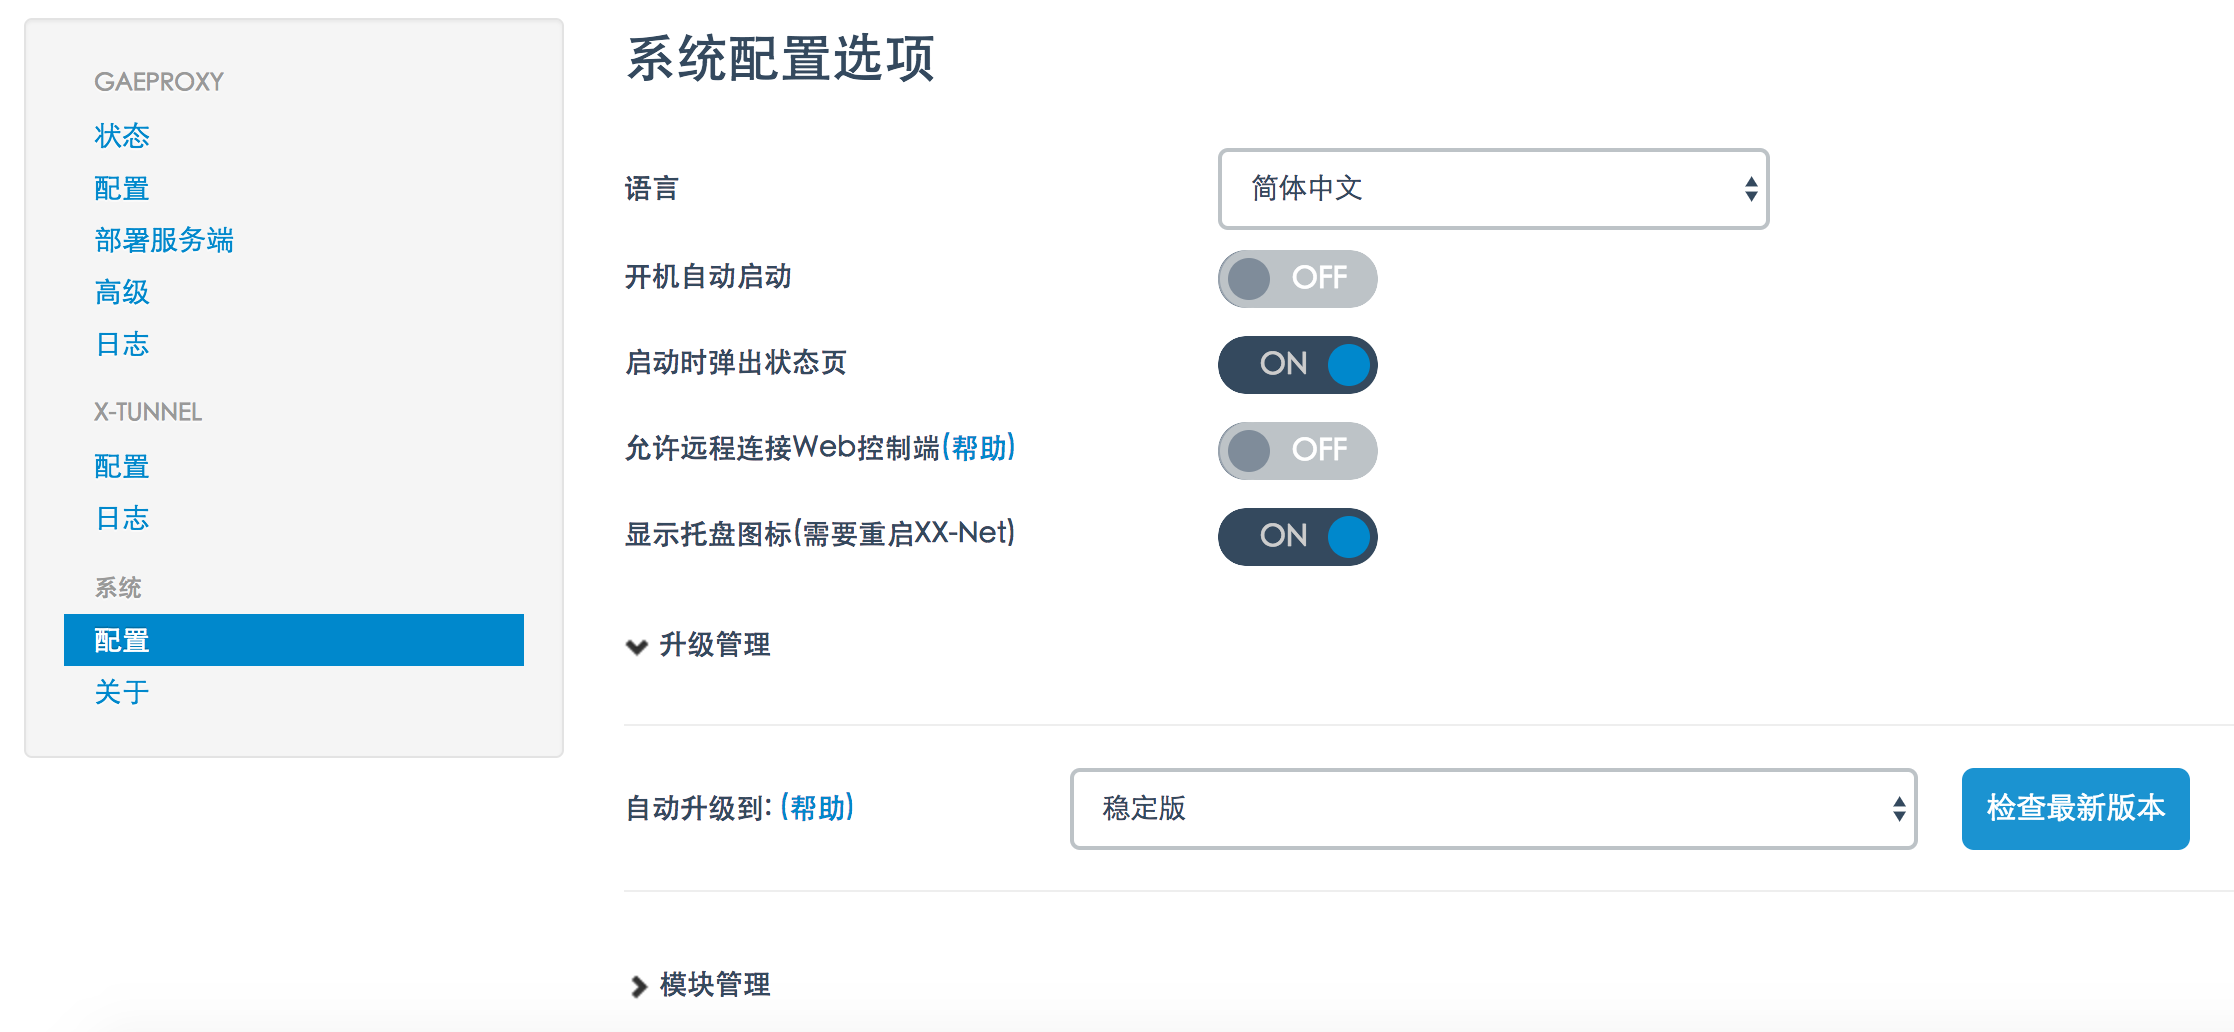 GAEPROXY
状态
配置
部署服务端
高级
日志
X-TUNNEL
配置
日志
系统
配置
关于
系统配置选项
语言 简体中文
开机自动启动 OFF
启动时弹出状态页 ON
允许远程连接Web控制端(帮助) OFF
显示托盘图标(需要重启XX-Net) ON
升级管理
自动升级到: (帮助) 稳定版 检查最新版本
模块管理